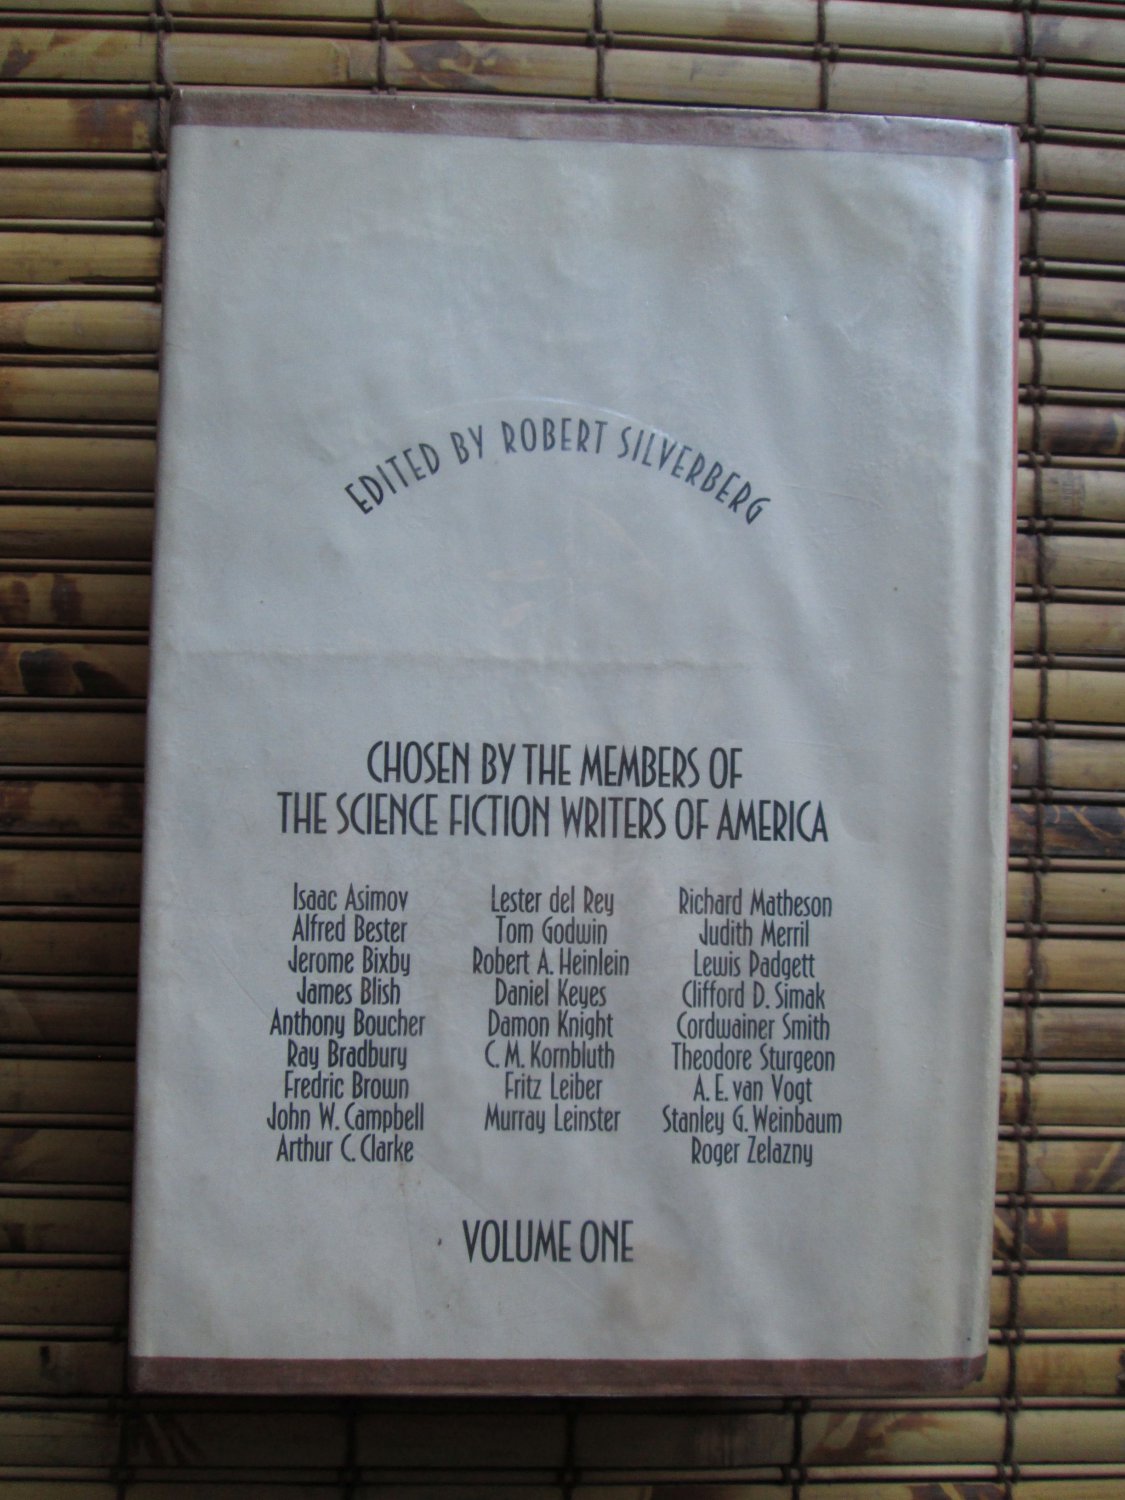 EDITED BY ROBERT SILVERBERG
CHOSEN BY THE MEMBERS OF
THE SCIENCE FICTION WRITERS OF AMERICA
Isaac Asimov
Alfred Bester
Jerome Bixby
James Blish
Anthony Boucher
Ray Bradbury
Fredric Brown
John W. Campbell
Arthur C. Clarke
Lester del Rey
Tom Godwin
Robert A. Heinlein
Daniel Keyes
Damon Knight
C. M. Kornbluth
Fritz Leiber
Murray Leinster
Richard Matheson
Judith Merril
Lewis Padgett
Clifford D. Simak
Cordwainer Smith
Theodore Sturgeon
A. E. van Vogt
Stanley G. Weinbaum
Roger Zelazny
VOLUME ONE